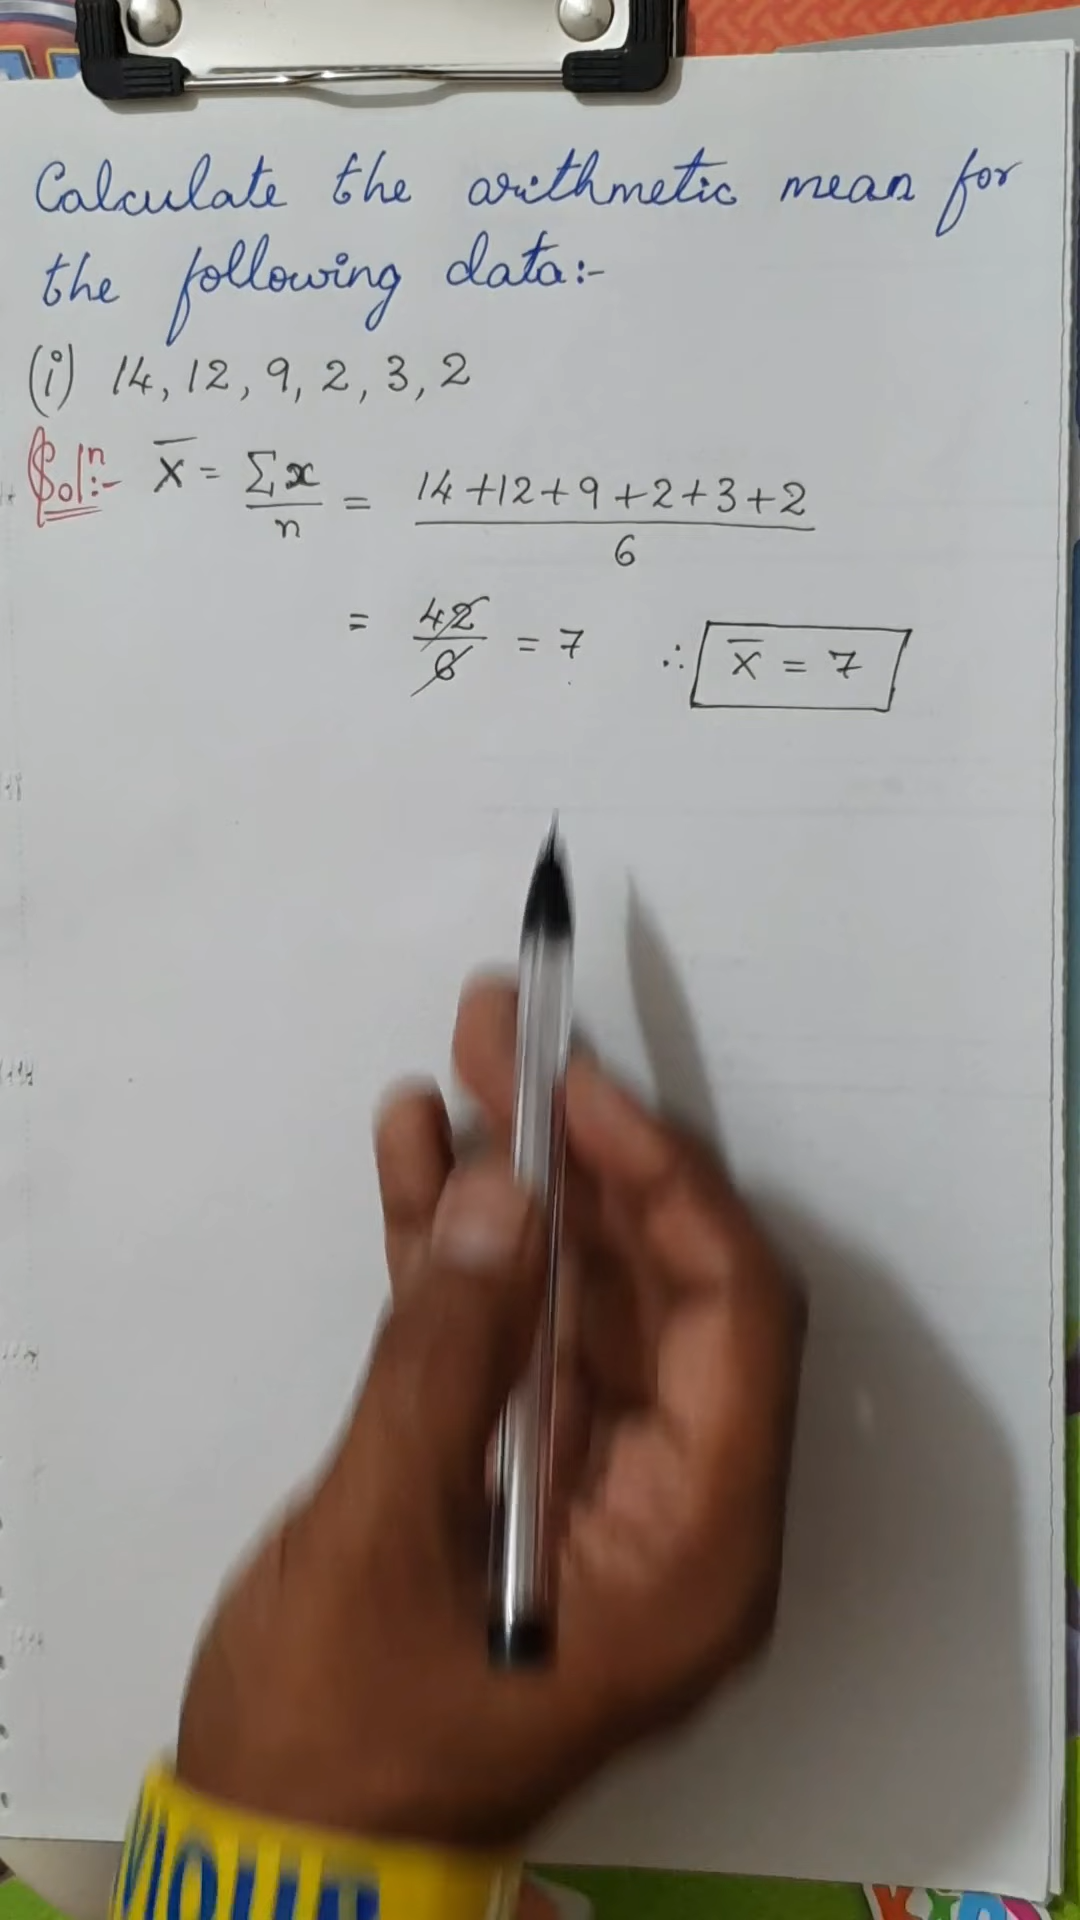 Calculate the arithmetic mean for
the following data:-
(i) 14, 12, 9, 2, 3, 2
Solⁿ:- X̅ = Σx/n = 14+12+9+2+3+2/6
= 42/6 = 7 ∴ X̅ = 7